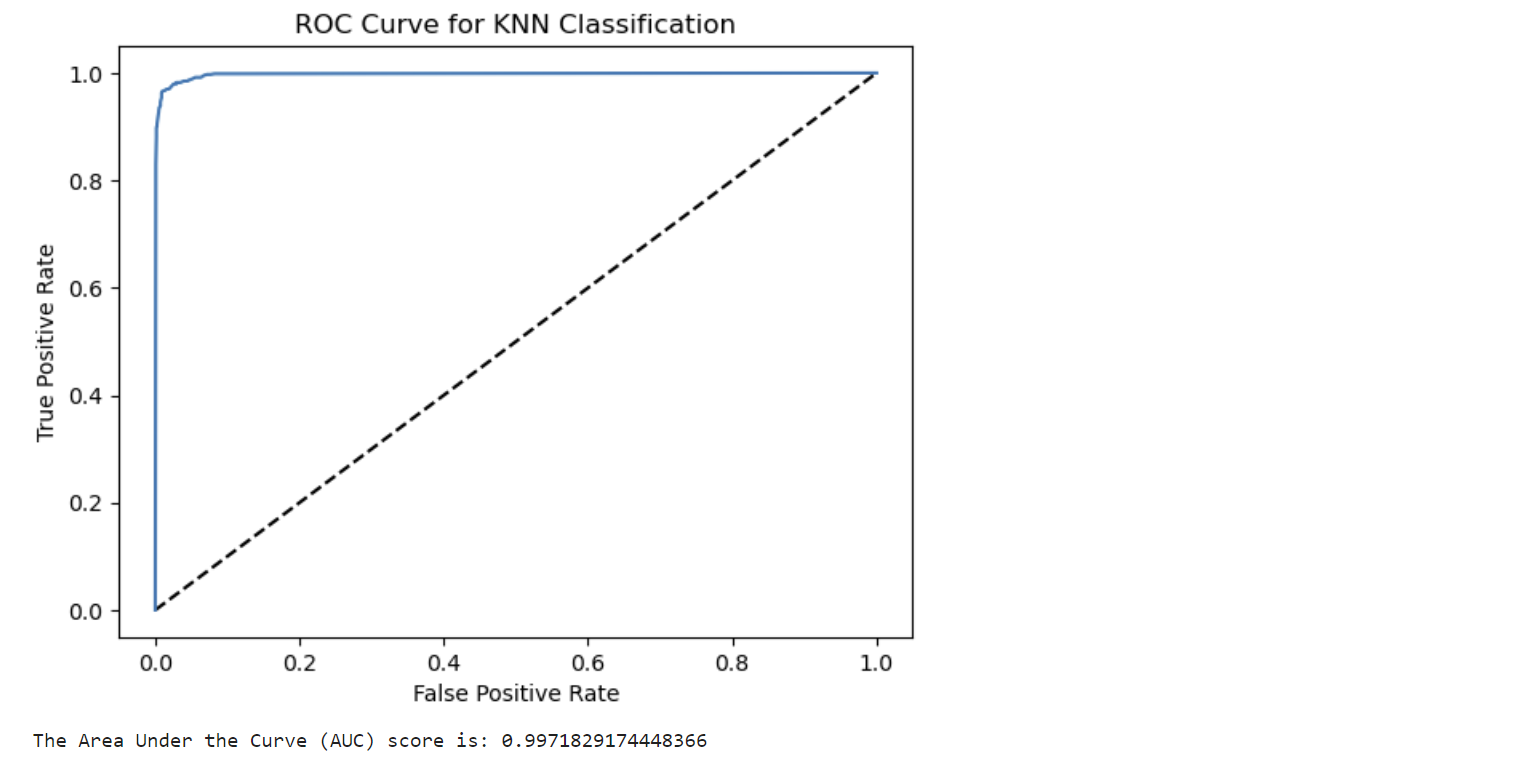 ROC Curve for KNN Classification
1.0
0.8
0.6
0.4
0.2
0.0
True Positive Rate
0.0 0.2 0.4 0.6 0.8 1.0
False Positive Rate
The Area Under the Curve (AUC) score is: 0.9971829174448366